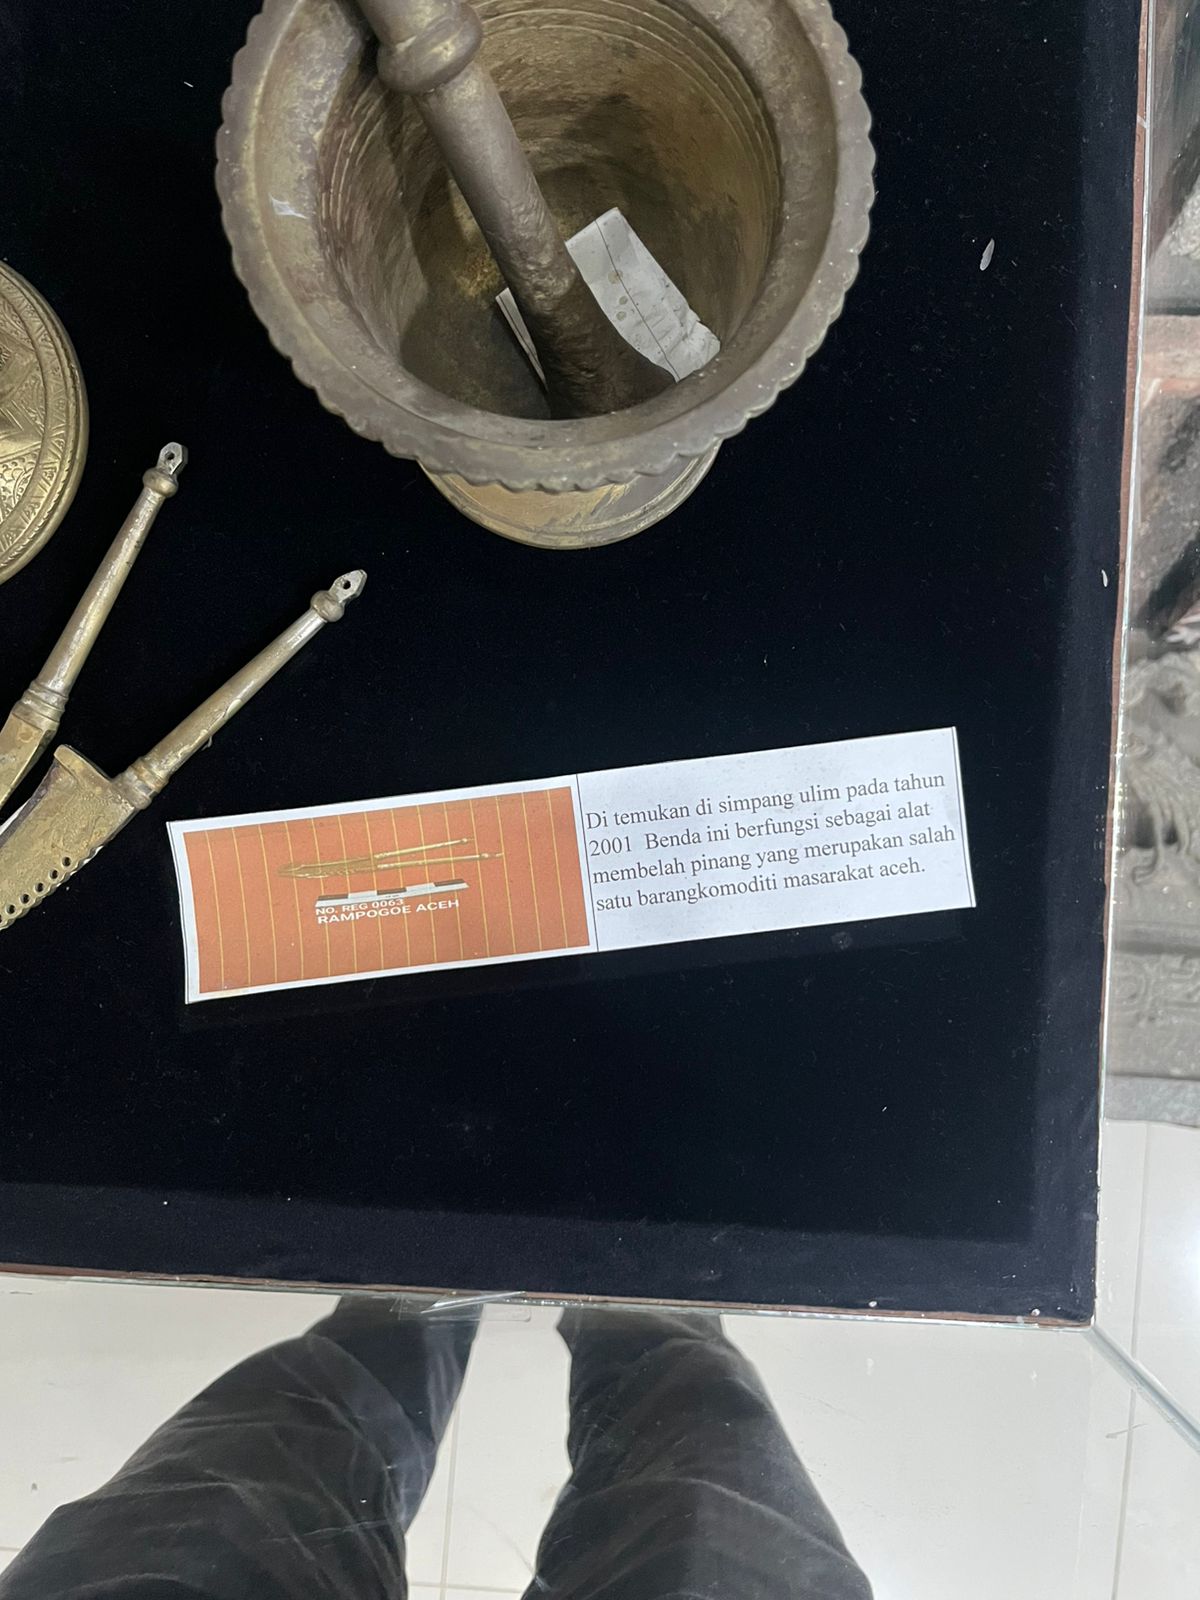 NO. REG 0063
RAMPOGOE ACEH
Di temukan di simpang ulim pada tahun
2001 Benda ini berfungsi sebagai alat
membelah pinang yang merupakan salah
satu barangkomoditi masarakat aceh.